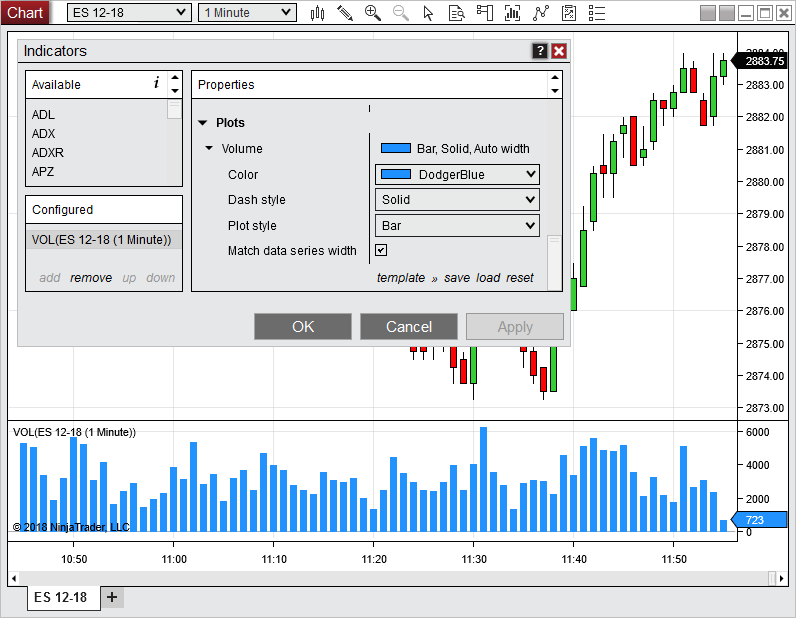 Chart ES 12-18 1 Minute
Indicators ?
Available i
ADL
ADX
ADXR
APZ
Configured
VOL(ES 12-18 (1 Minute))
add remove up down
Properties
Plots
Volume Bar, Solid, Auto width
Color DodgerBlue
Dash style Solid
Plot style Bar
Match data series width
template » save load reset
OK Cancel Apply
2884.00
2883.75
2883.00
2882.00
2881.00
2880.00
2879.00
2878.00
2877.00
2876.00
2875.00
2874.00
2873.00
VOL(ES 12-18 (1 Minute))
6000
4000
2000
723
0
© 2018 NinjaTrader, LLC
10:50 11:00 11:10 11:20 11:30 11:40 11:50
ES 12-18 +